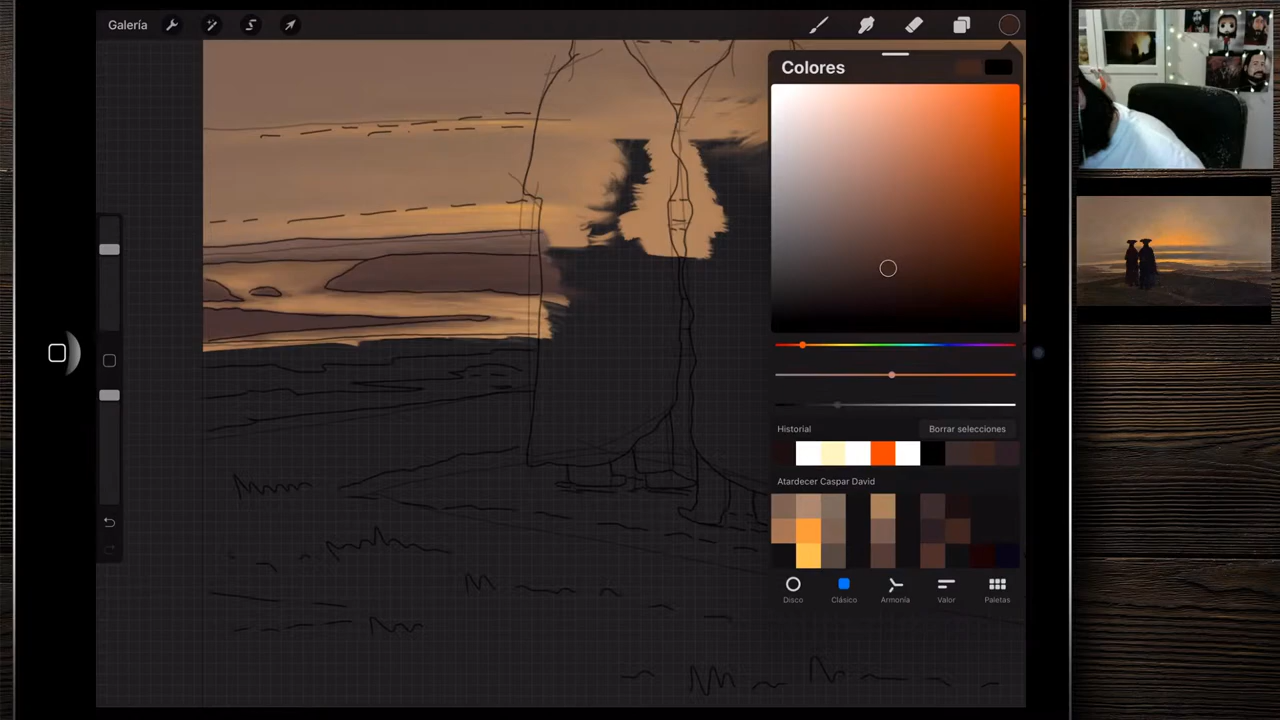 Galería
Colores
Historial
Borrar selecciones
Atardecer Caspar David
Disco
Clásico
Armonía
Valor
Paletas